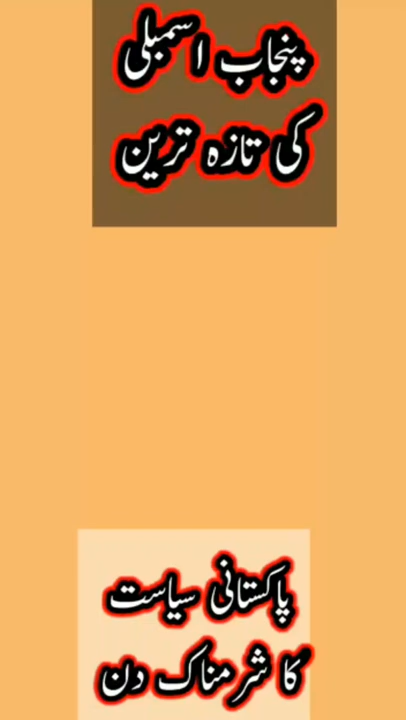 پنجاب اسمبلی
کی تازہ ترین
پاکستانی سیاست
کا شرمناک دن